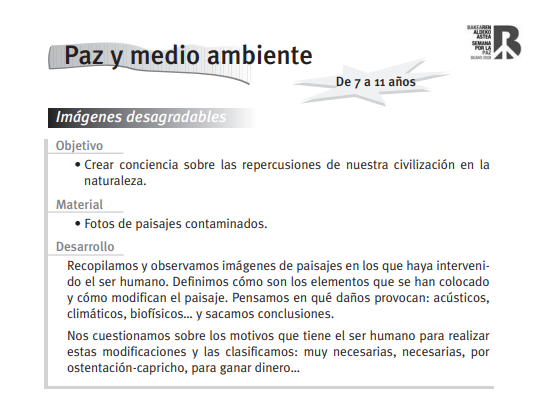 BAKEAREN
ALDEKO
ASTEA
SEMANA
POR LA
PAZ
Paz y medio ambiente
De 7 a 11 años
Imágenes desagradables
Objetivo
• Crear conciencia sobre las repercusiones de nuestra civilización en la
naturaleza.
Material
• Fotos de paisajes contaminados.
Desarrollo
Recopilamos y observamos imágenes de paisajes en los que haya interveni-
do el ser humano. Definimos cómo son los elementos que se han colocado
y cómo modifican el paisaje. Pensamos en qué daños provocan: acústicos,
climáticos, biofísicos… y sacamos conclusiones.
Nos cuestionamos sobre los motivos que tiene el ser humano para realizar
estas modificaciones y las clasificamos: muy necesarias, necesarias, por
ostentación-capricho, para ganar dinero…